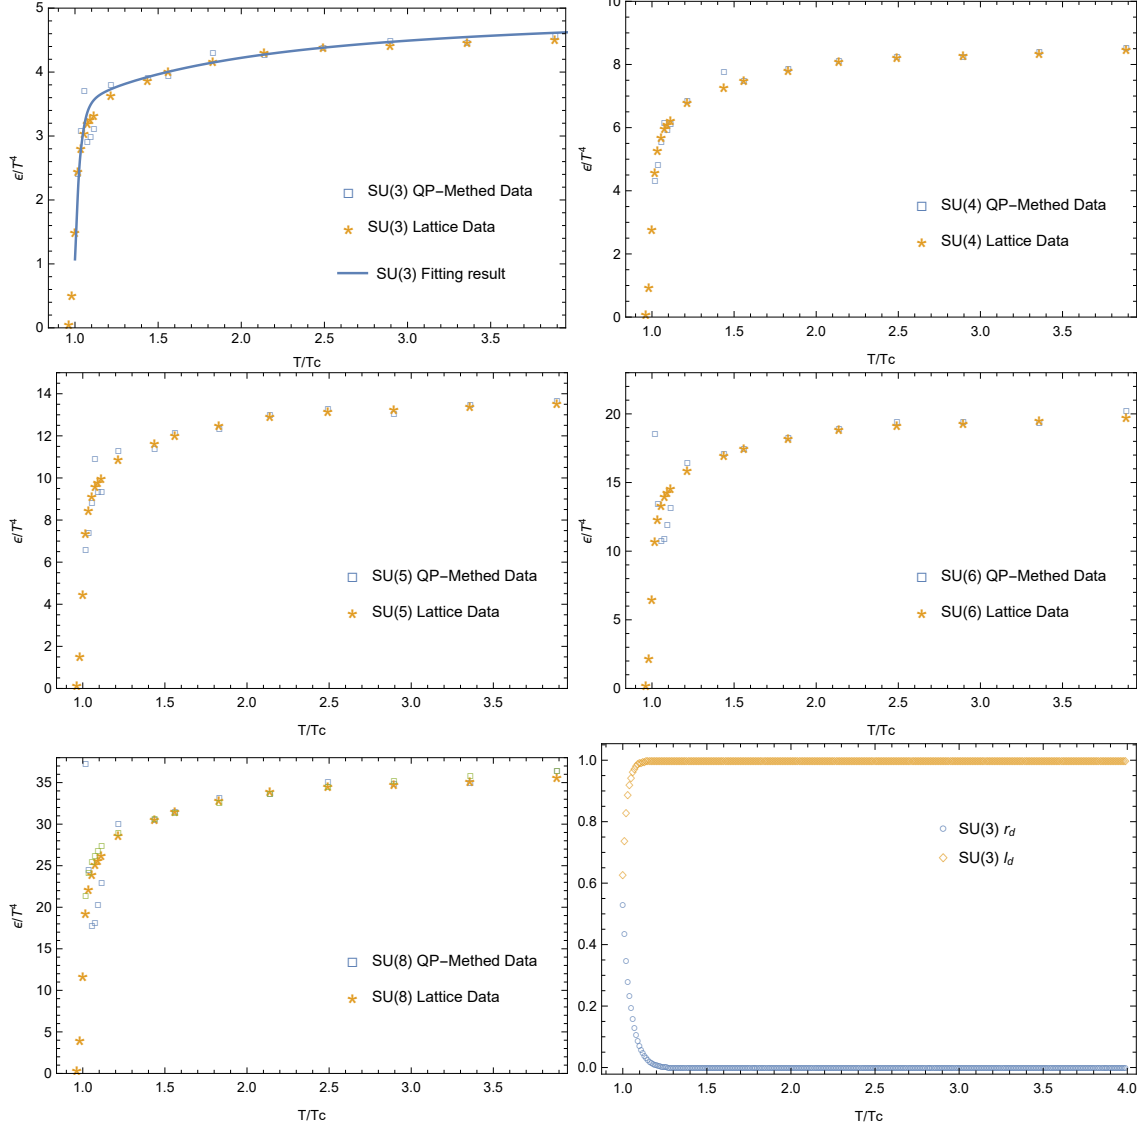 5
4
3
2
1
0
ϵ/T⁴
SU(3) QP-Methed Data
SU(3) Lattice Data
SU(3) Fitting result
1.0 1.5 2.0 2.5 3.0 3.5
T/Tc
10
8
6
4
2
0
ϵ/T⁴
SU(4) QP-Methed Data
SU(4) Lattice Data
1.0 1.5 2.0 2.5 3.0 3.5
T/Tc
14
12
10
8
6
4
2
0
ϵ/T⁴
SU(5) QP-Methed Data
SU(5) Lattice Data
1.0 1.5 2.0 2.5 3.0 3.5
T/Tc
20
15
10
5
0
ϵ/T⁴
SU(6) QP-Methed Data
SU(6) Lattice Data
1.0 1.5 2.0 2.5 3.0 3.5
T/Tc
35
30
25
20
15
10
5
0
ϵ/T⁴
SU(8) QP-Methed Data
SU(8) Lattice Data
1.0 1.5 2.0 2.5 3.0 3.5
T/Tc
1.0
0.8
0.6
0.4
0.2
0.0
SU(3) r_d
SU(3) l_d
1.0 1.5 2.0 2.5 3.0 3.5 4.0
T/Tc